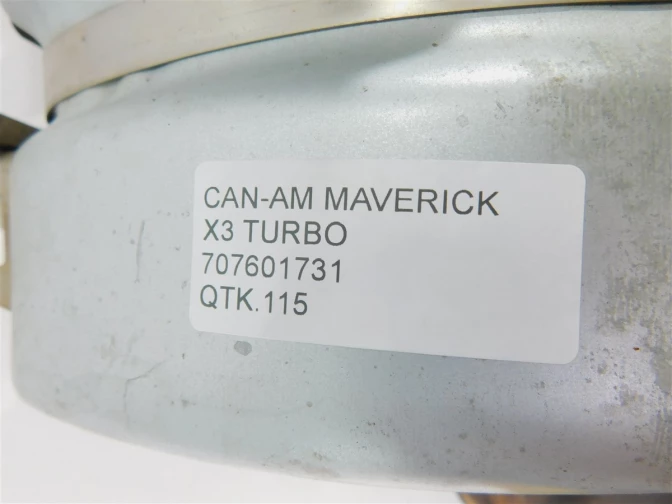 CAN-AM MAVERICK
X3 TURBO
707601731
QTK.115